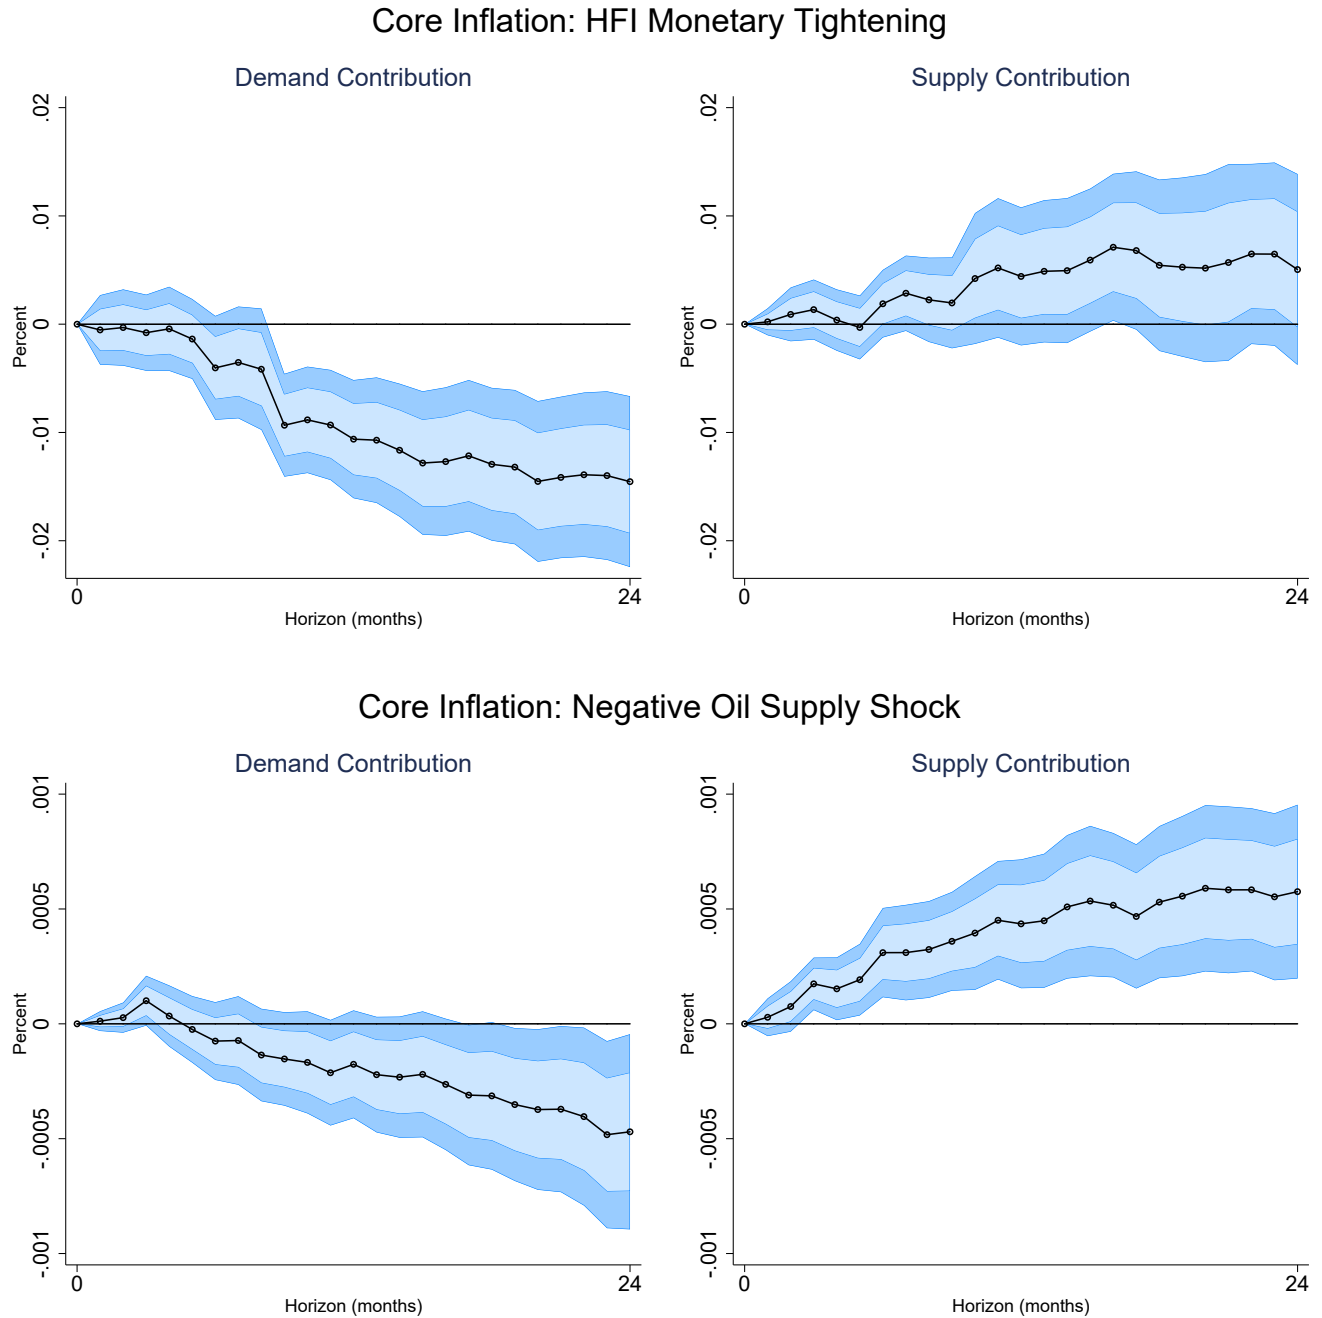 Core Inflation: HFI Monetary Tightening
Demand Contribution
.02
.01
0
-.01
-.02
Percent
0
24
Horizon (months)
Supply Contribution
.02
.01
0
-.01
-.02
Percent
0
24
Horizon (months)
Core Inflation: Negative Oil Supply Shock
Demand Contribution
.001
.0005
0
-.0005
-.001
Percent
0
24
Horizon (months)
Supply Contribution
.001
.0005
0
-.0005
-.001
Percent
0
24
Horizon (months)